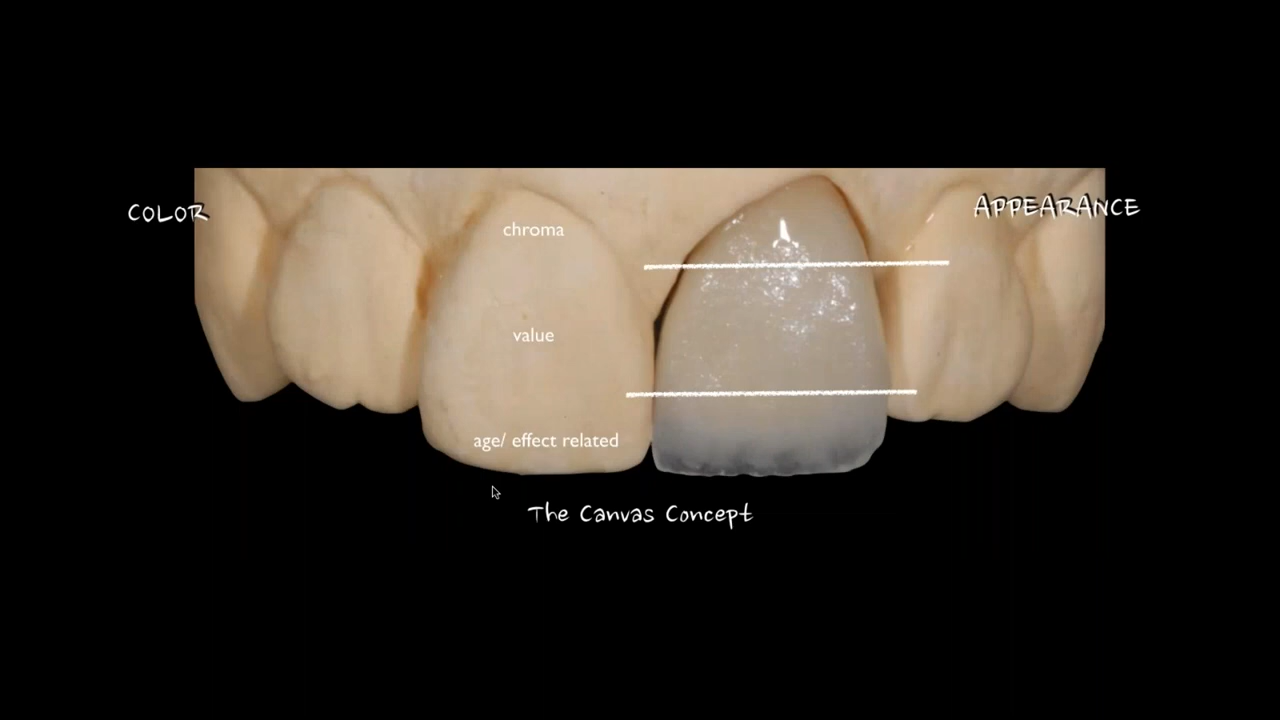 COLOR
APPEARANCE
chroma
value
age/ effect related
The Canvas Concept